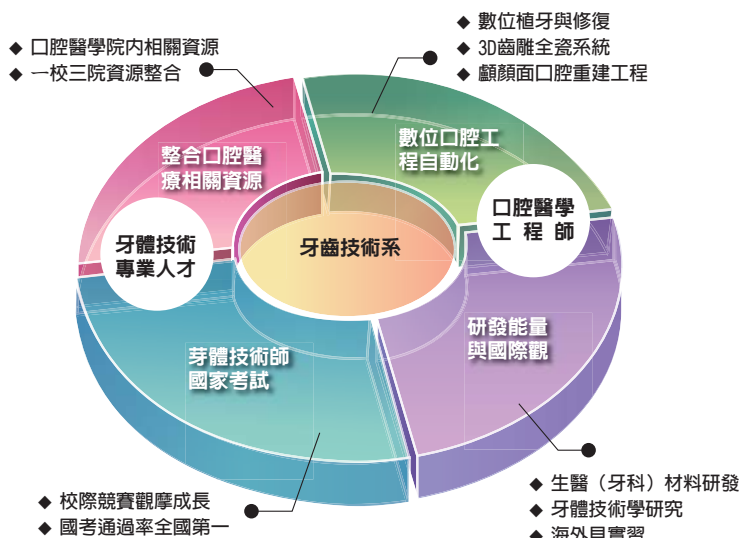 ◆ 口腔醫學院内相關資源
◆ 一校三院資源整合
◆ 數位植牙與修復
◆ 3D齒雕全瓷系統
◆ 顱顏面口腔重建工程
整合口腔醫
療相關資源
數位口腔工
程自動化
牙體技術
專業人才
牙齒技術系
口腔醫學
工程師
芽體技術師
國家考試
研發能量
與國際觀
◆ 校際競賽觀摩成長
◆ 國考通過率全國第一
◆ 生醫（牙科）材料研發
◆ 牙體技術學研究
◆ 海外見實習